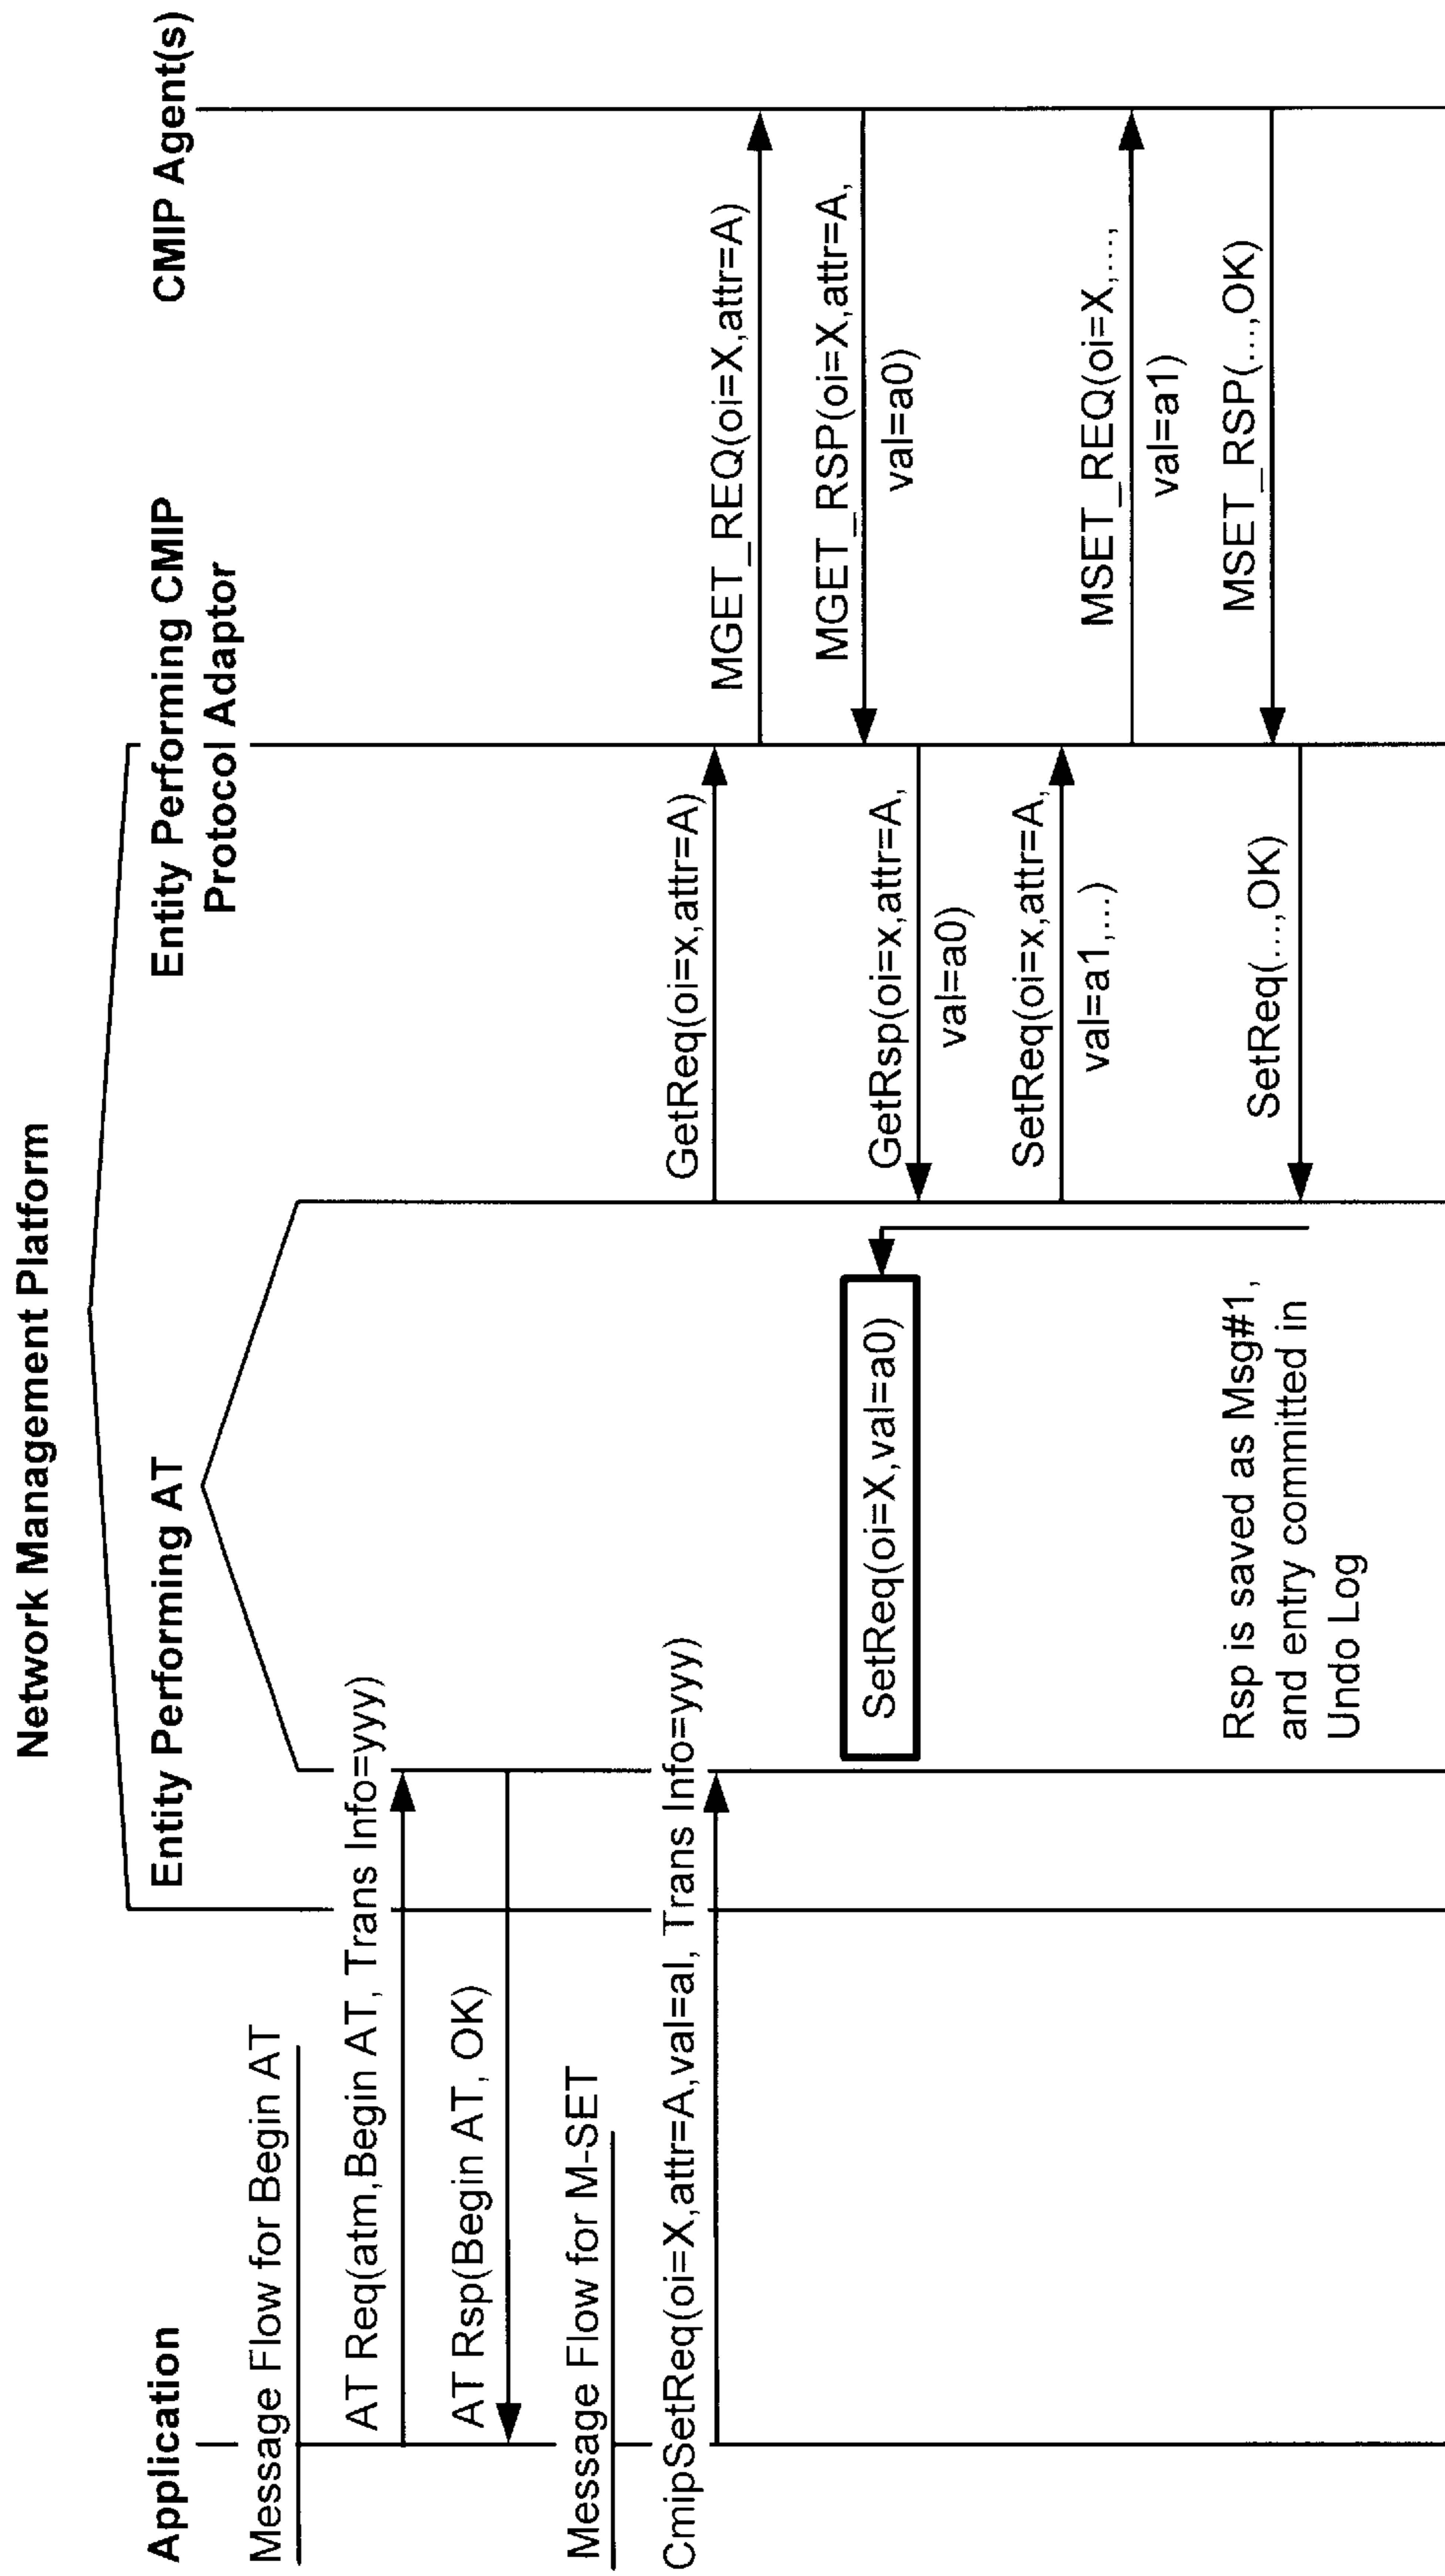 Network Management Platform
Application
Entity Performing AT
Entity Performing CMIP
Protocol Adaptor
CMIP Agent(s)
Message Flow for Begin AT
AT Req(atm,Begin AT, Trans Info=yyy)
AT Rsp(Begin AT, OK)
Message Flow for M-SET
CmipSetReq(oi=X,attr=A,val=al, Trans Info=yyy)
GetReq(oi=x,attr=A)
MGET_REQ(oi=X,attr=A)
MGET_RSP(oi=X,attr=A,
val=a0)
SetReq(oi=X,val=a0)
GetRsp(oi=x,attr=A,
val=a0)
SetReq(oi=x,attr=A,
val=a1,...)
MSET_REQ(oi=X,....,
val=a1)
MSET_RSP(....,OK)
SetReq(....,OK)
Rsp is saved as Msg#1,
and entry committed in
Undo Log